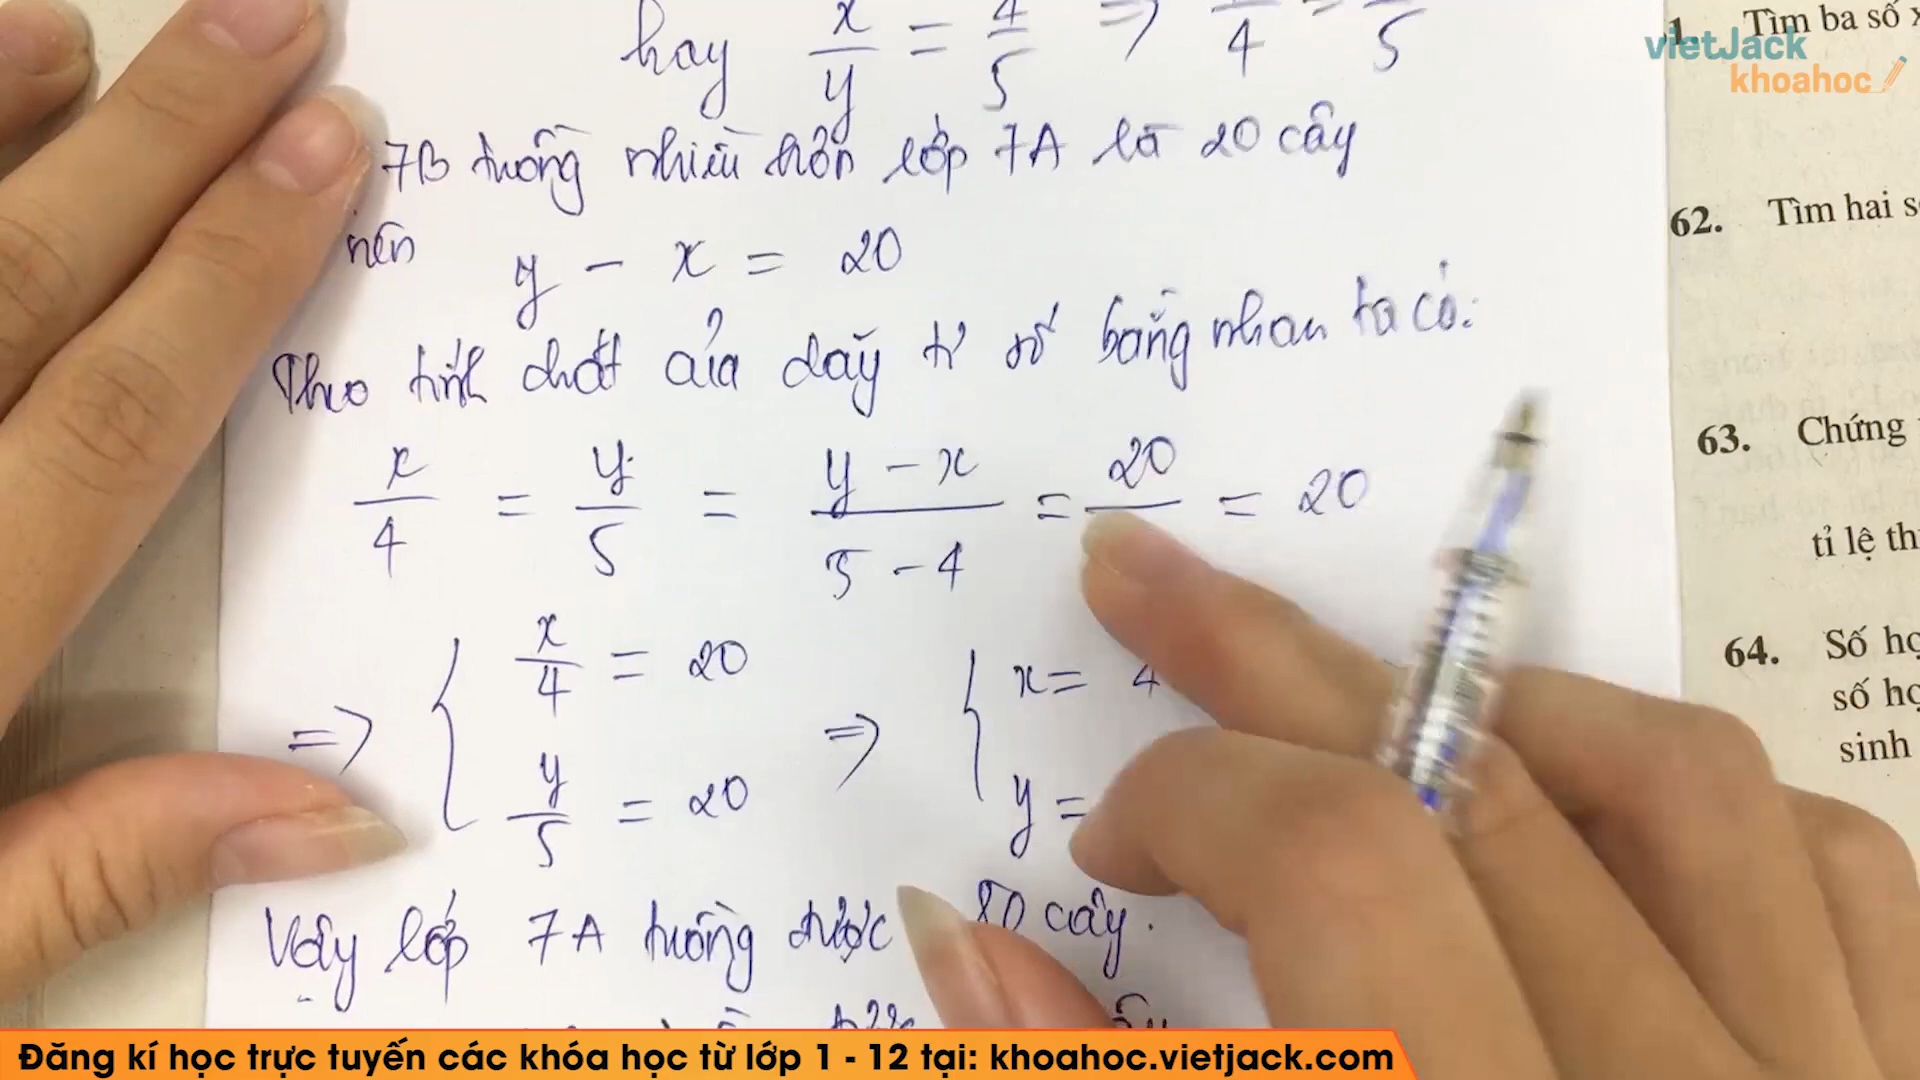 hay x/y = 4/5 => /4 = /5
7B trồng nhiều hơn lớp 7A là 20 cây
nên y - x = 20
Theo tính chất của dãy tỉ số bằng nhau ta có:
x/4 = y/5 = (y - x)/(5 - 4) = 20/ = 20
=> { x/4 = 20 => { x = 4
y/5 = 20 y =
Vậy lớp 7A trồng được 80 cây.
vietJack
khoahoc
1. Tìm ba số x
62. Tìm hai s
63. Chứng
tỉ lệ th
64. Số họ
số họ
sinh
Đăng kí học trực tuyến các khóa học từ lớp 1 - 12 tại: khoahoc.vietjack.com